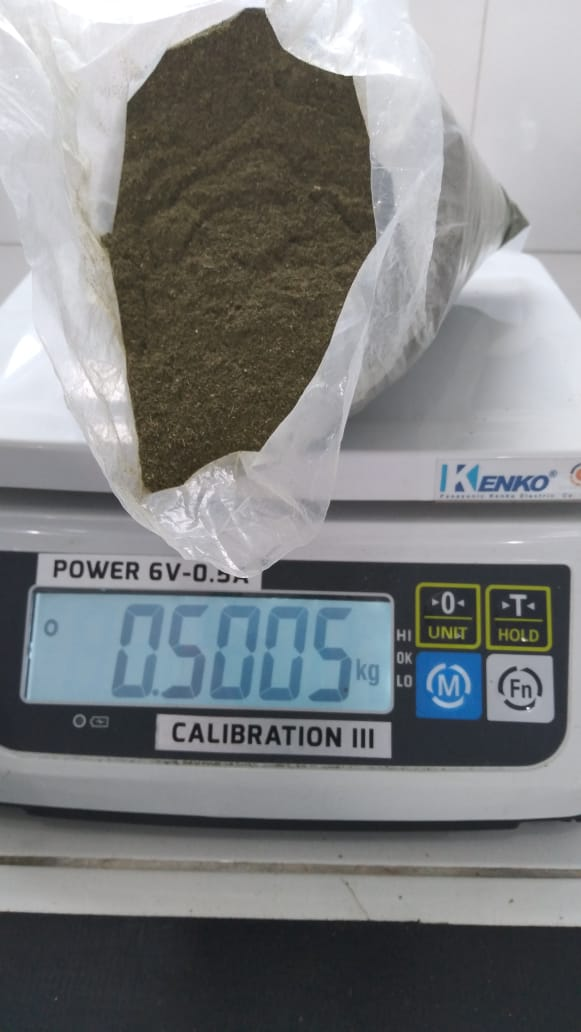 KENKO®
Panasonic Kenko Electric Co
POWER 6V-0.5A
0.5005 kg
HI
OK
LO
►0◄
UNIT
►T◄
HOLD
M
Fn
CALIBRATION III